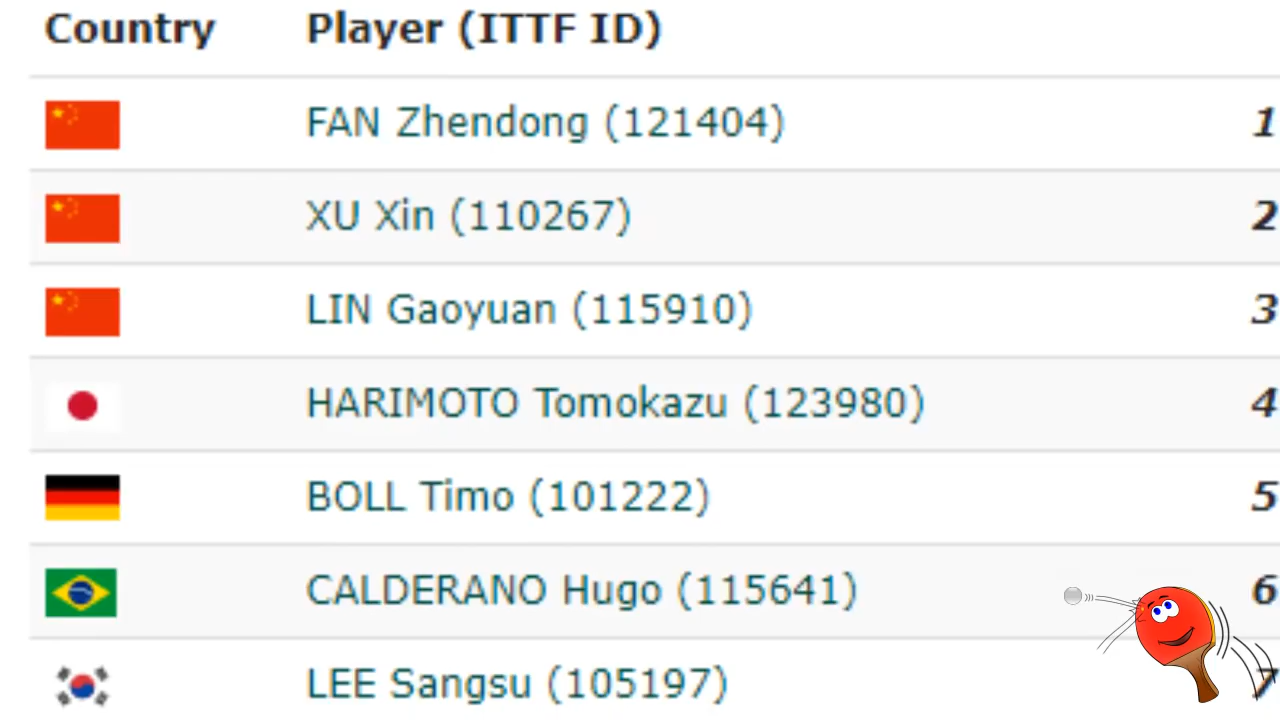 Country Player (ITTF ID)
FAN Zhendong (121404) 1
XU Xin (110267) 2
LIN Gaoyuan (115910) 3
HARIMOTO Tomokazu (123980) 4
BOLL Timo (101222) 5
CALDERANO Hugo (115641) 6
LEE Sangsu (105197) 7